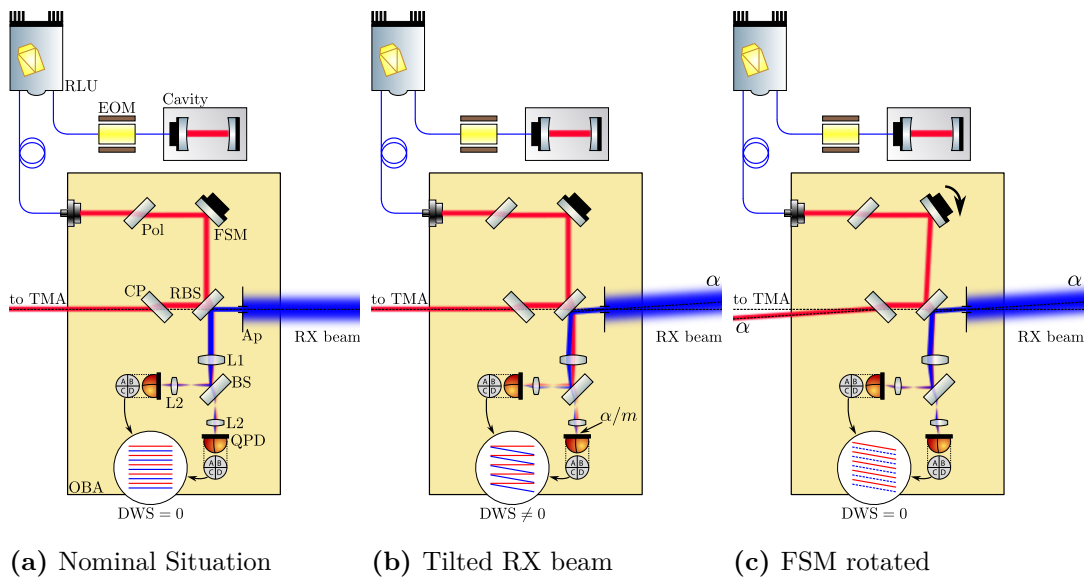 RLU
EOM
Cavity
Pol
FSM
CP
RBS
to TMA
Ap
RX beam
L1
BS
L2
L2
QPD
A B
C D
A B
C D
OBA
DWS = 0
(a) Nominal Situation
to TMA
α
RX beam
α/m
A B
C D
A B
C D
DWS ≠ 0
(b) Tilted RX beam
to TMA
α
α
RX beam
A B
C D
A B
C D
DWS = 0
(c) FSM rotated